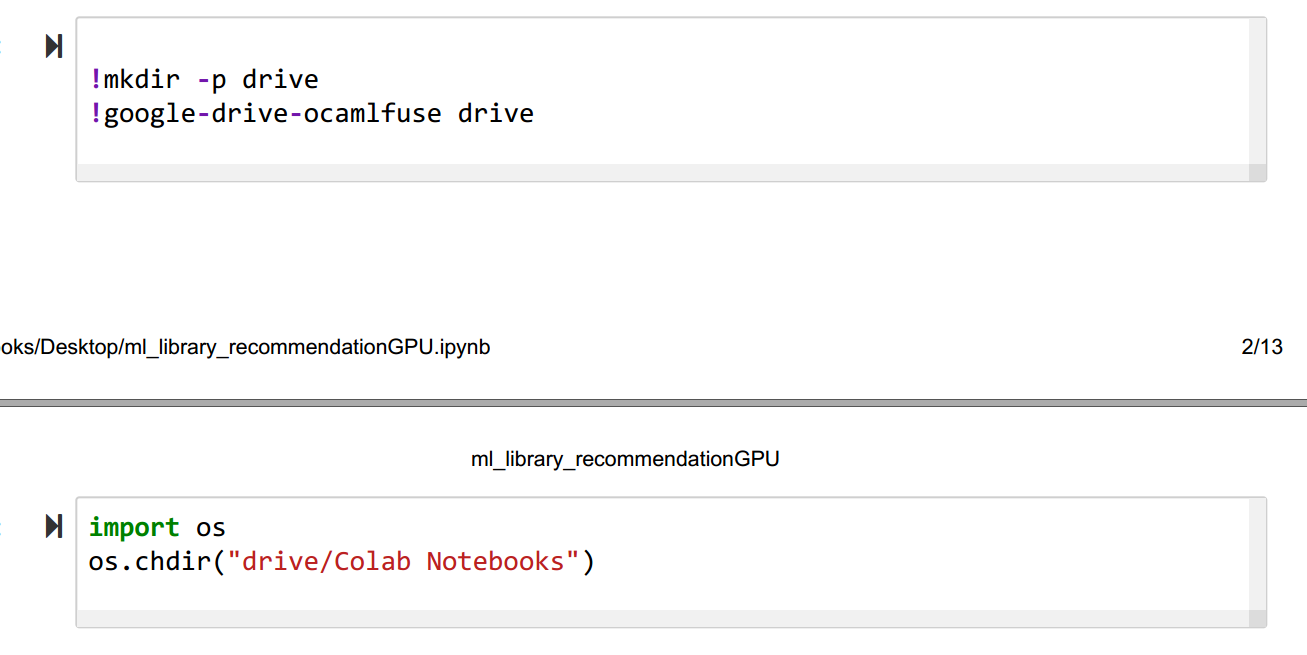 !mkdir -p drive
!google-drive-ocamlfuse drive
oks/Desktop/ml_library_recommendationGPU.ipynb 2/13
ml_library_recommendationGPU
import os
os.chdir("drive/Colab Notebooks")